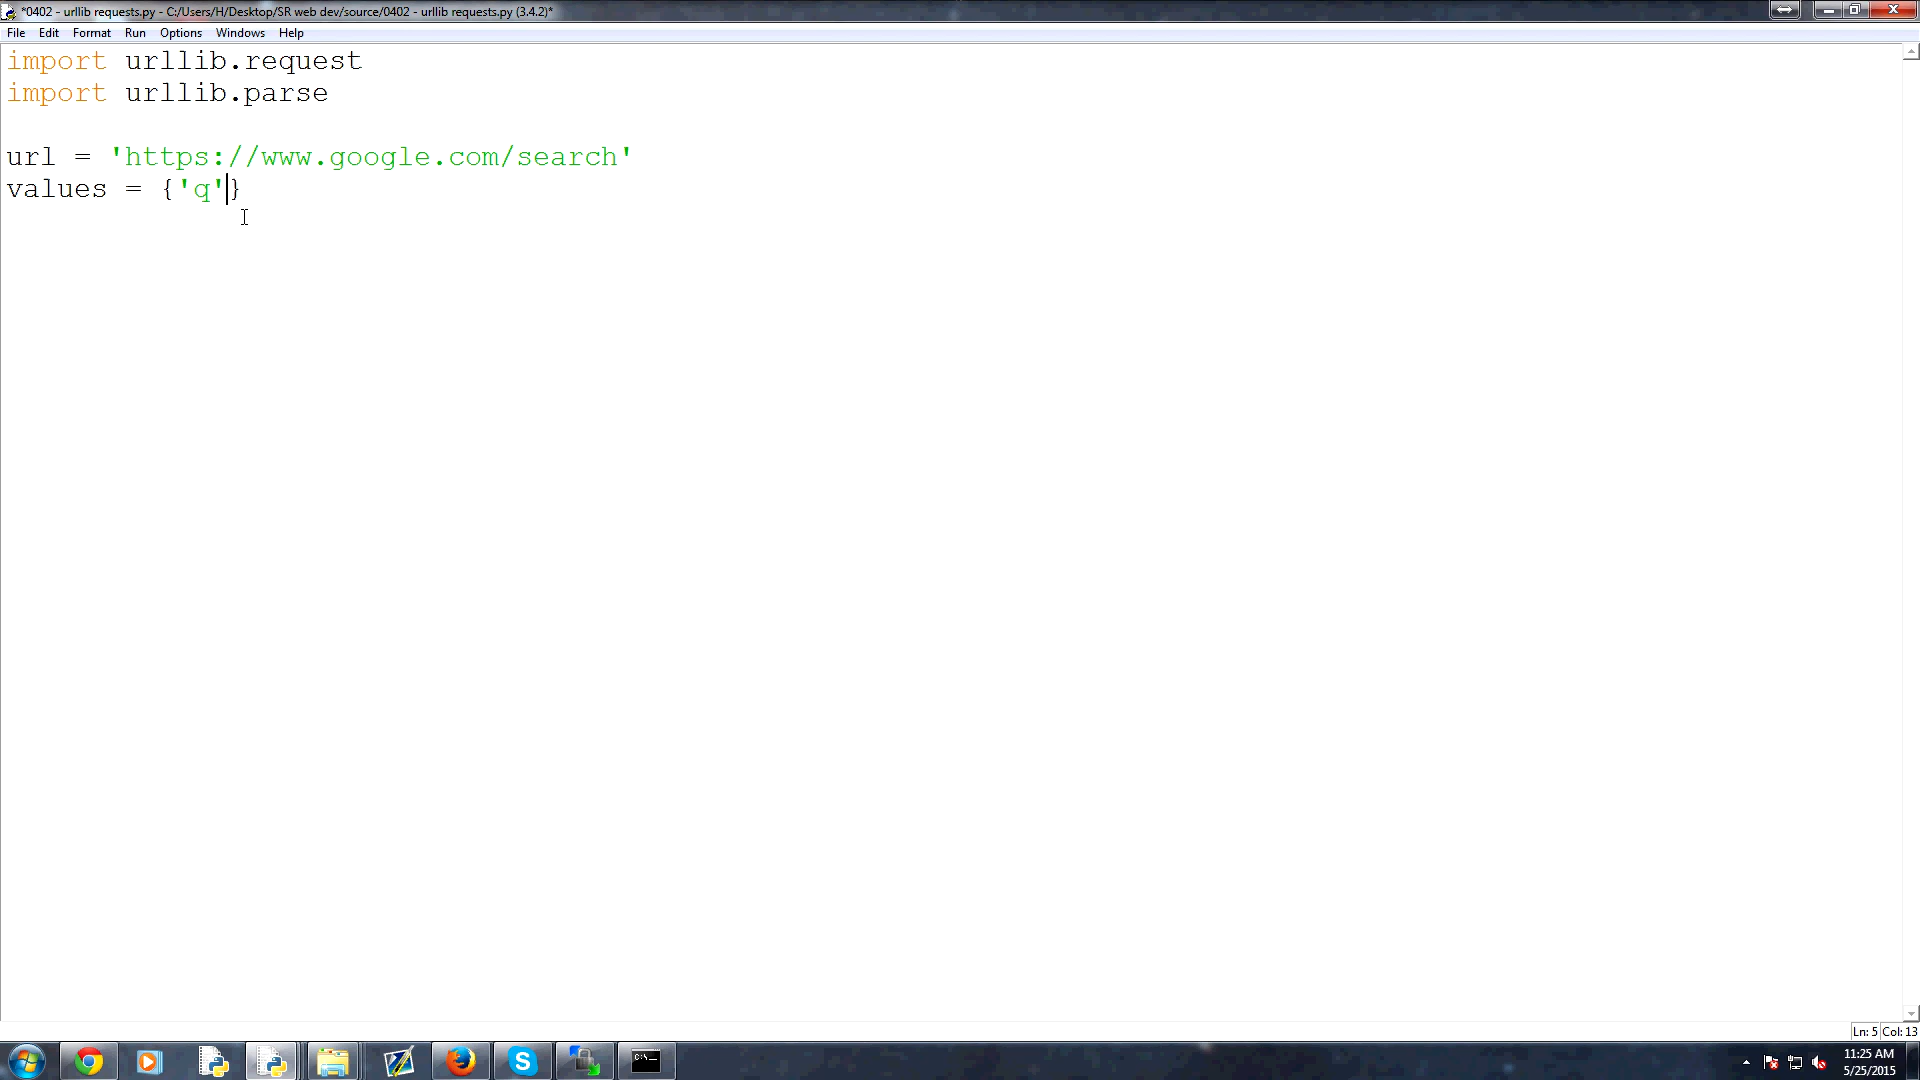 *0402 - urllib requests.py - C:/Users/H/Desktop/SR web dev/source/0402 - urllib requests.py (3.4.2)*
File Edit Format Run Options Windows Help
import urllib.request
import urllib.parse
url = 'https://www.google.com/search'
values = {'q'}
Ln: 5 Col: 13
C:\_
S
11:25 AM
5/25/2015